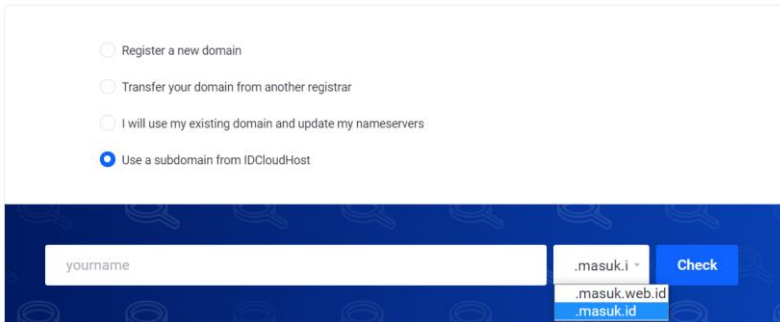 Register a new domain
Transfer your domain from another registrar
I will use my existing domain and update my nameservers
Use a subdomain from IDCloudHost
yourname .masuk.i Check
.masuk.web.id
.masuk.id